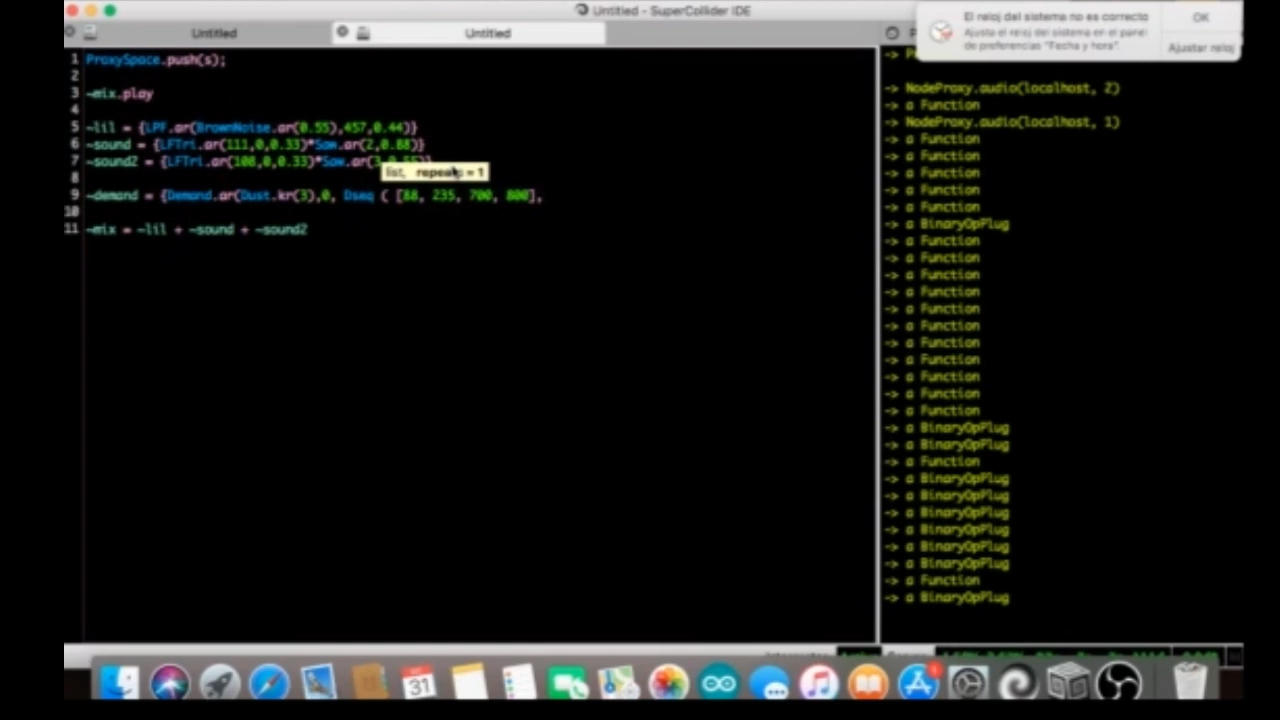 Untitled - SuperCollider IDE
Untitled
Untitled
El reloj del sistema no es correcto
Ajusta el reloj del sistema en el panel
de preferencias "Fecha y hora".
OK
Ajustar reloj
1 ProxySpace.push(s);
2
3 ~mix.play
4
5 ~lil = {LPF.ar(BrownNoise.ar(0.55),457,0.44)}
6 ~sound = {LFTri.ar(111,0,0.33)*Saw.ar(2,0.88)}
7 ~sound2 = {LFTri.ar(108,0,0.33)*Saw.ar(3,0.55)}
list, repeats = 1
8
9 ~demand = {Demand.ar(Dust.kr(3),0, Dseq ( [88, 235, 700, 800],
10
11 ~mix = ~lil + ~sound + ~sound2
-> NodeProxy.audio(localhost, 2)
-> a Function
-> NodeProxy.audio(localhost, 1)
-> a Function
-> a Function
-> a Function
-> a Function
-> a Function
-> a BinaryOpPlug
-> a Function
-> a Function
-> a Function
-> a Function
-> a Function
-> a Function
-> a Function
-> a Function
-> a Function
-> a Function
-> a Function
-> a BinaryOpPlug
-> a BinaryOpPlug
-> a Function
-> a BinaryOpPlug
-> a BinaryOpPlug
-> a BinaryOpPlug
-> a BinaryOpPlug
-> a BinaryOpPlug
-> a BinaryOpPlug
-> a Function
-> a BinaryOpPlug
31